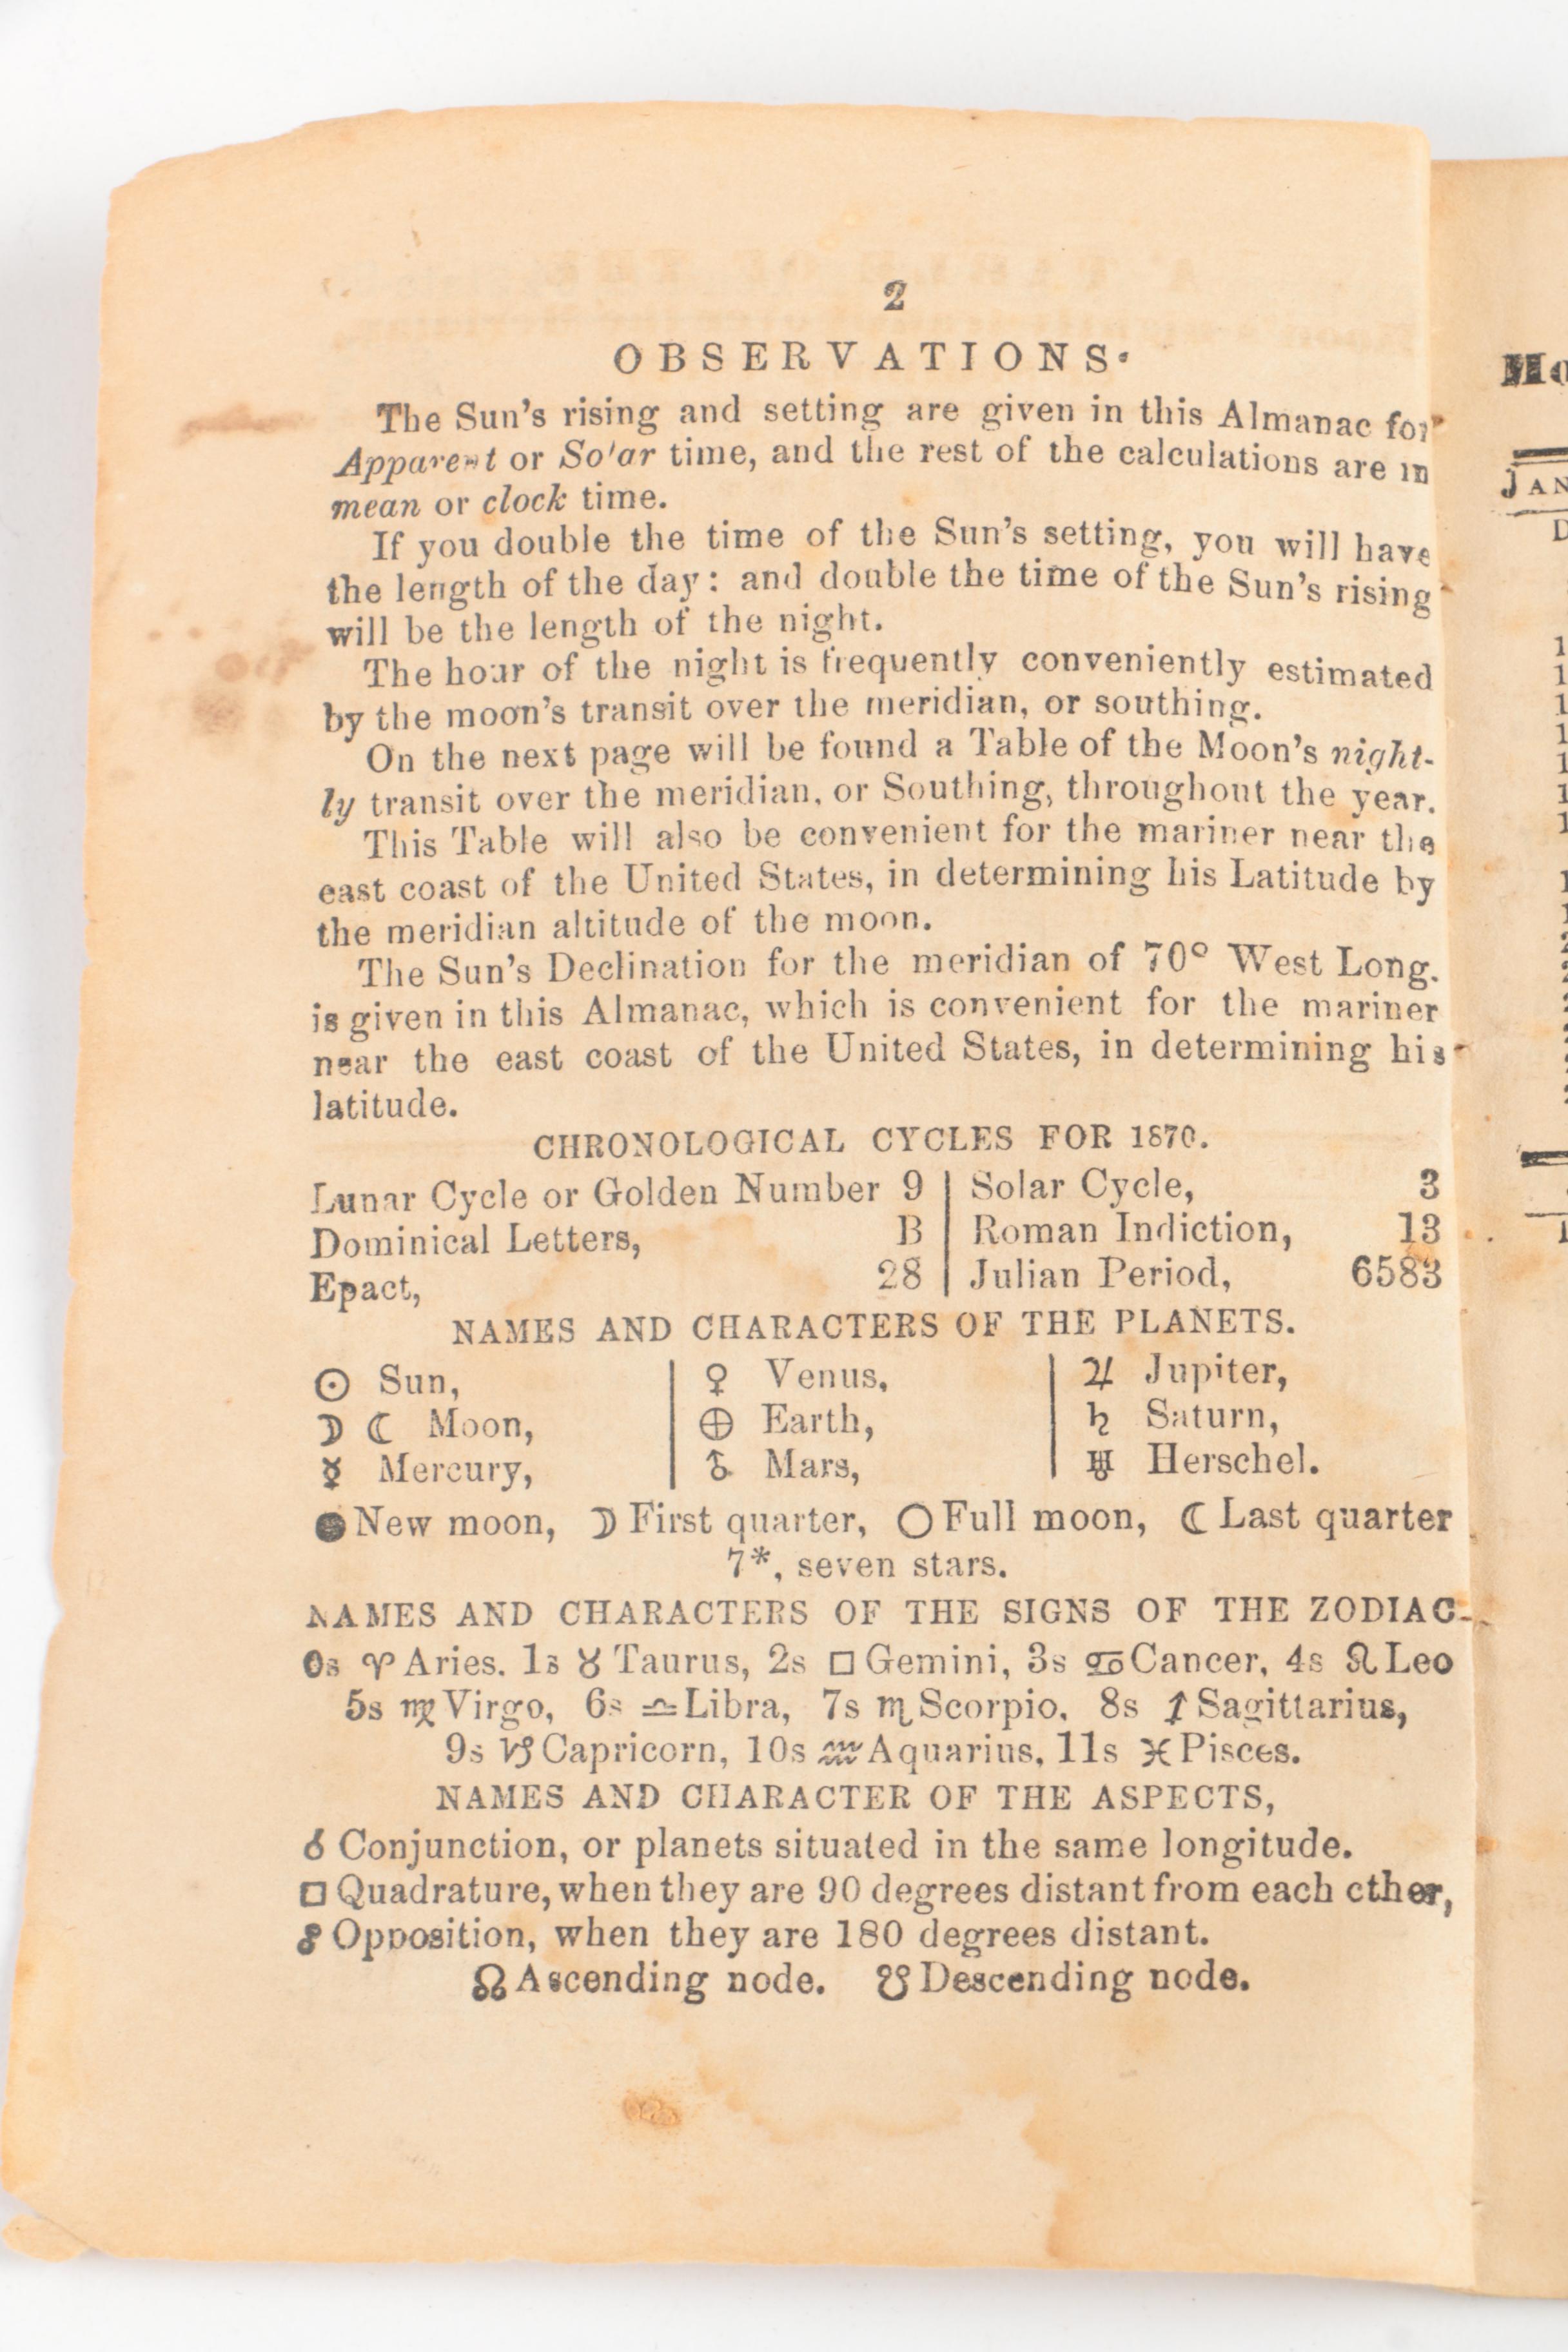 2
OBSERVATIONS.
The Sun's rising and setting are given in this Almanac for
Apparent or So'ar time, and the rest of the calculations are in
mean or clock time.
If you double the time of the Sun's setting, you will have
the length of the day: and double the time of the Sun's rising
will be the length of the night.
The hour of the night is frequently conveniently estimated
by the moon's transit over the meridian, or southing.
On the next page will be found a Table of the Moon's night-
ly transit over the meridian, or Southing, throughout the year.
This Table will also be convenient for the mariner near the
east coast of the United States, in determining his Latitude by
the meridian altitude of the moon.
The Sun's Declination for the meridian of 70° West Long.
is given in this Almanac, which is convenient for the mariner
near the east coast of the United States, in determining his
latitude.
CHRONOLOGICAL CYCLES FOR 1870.
Lunar Cycle or Golden Number 9 | Solar Cycle, 3
Dominical Letters, B | Roman Indiction, 13
Epact, 28 | Julian Period, 6583
NAMES AND CHARACTERS OF THE PLANETS.
☉ Sun, | ♀ Venus, | ♃ Jupiter,
☽ ☾ Moon, | ⊕ Earth, | ♄ Saturn,
☿ Mercury, | ♂ Mars, | ♅ Herschel.
● New moon, ☽ First quarter, ○ Full moon, ☾ Last quarter
7*, seven stars.
NAMES AND CHARACTERS OF THE SIGNS OF THE ZODIAC.
0s ♈ Aries. 1s ♉ Taurus, 2s □ Gemini, 3s ♋ Cancer, 4s ♌ Leo
5s ♍ Virgo, 6s ♎ Libra, 7s ♏ Scorpio, 8s ♐ Sagittarius,
9s ♑ Capricorn, 10s ♒ Aquarius, 11s ♓ Pisces.
NAMES AND CHARACTER OF THE ASPECTS,
☌ Conjunction, or planets situated in the same longitude.
□ Quadrature, when they are 90 degrees distant from each cther,
☍ Opposition, when they are 180 degrees distant.
☊ Ascending node. ☋ Descending node.
Mo
JAN